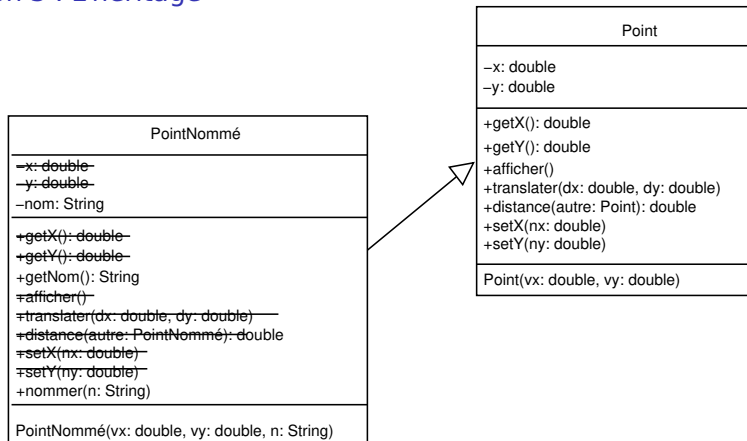 Point
−x: double
−y: double
+getX(): double
+getY(): double
+afficher()
+translater(dx: double, dy: double)
+distance(autre: Point): double
+setX(nx: double)
+setY(ny: double)
Point(vx: double, vy: double)
PointNommé
−x: double
−y: double
−nom: String
+getX(): double
+getY(): double
+getNom(): String
+afficher()
+translater(dx: double, dy: double)
+distance(autre: PointNommé): double
+setX(nx: double)
+setY(ny: double)
+nommer(n: String)
PointNommé(vx: double, vy: double, n: String)